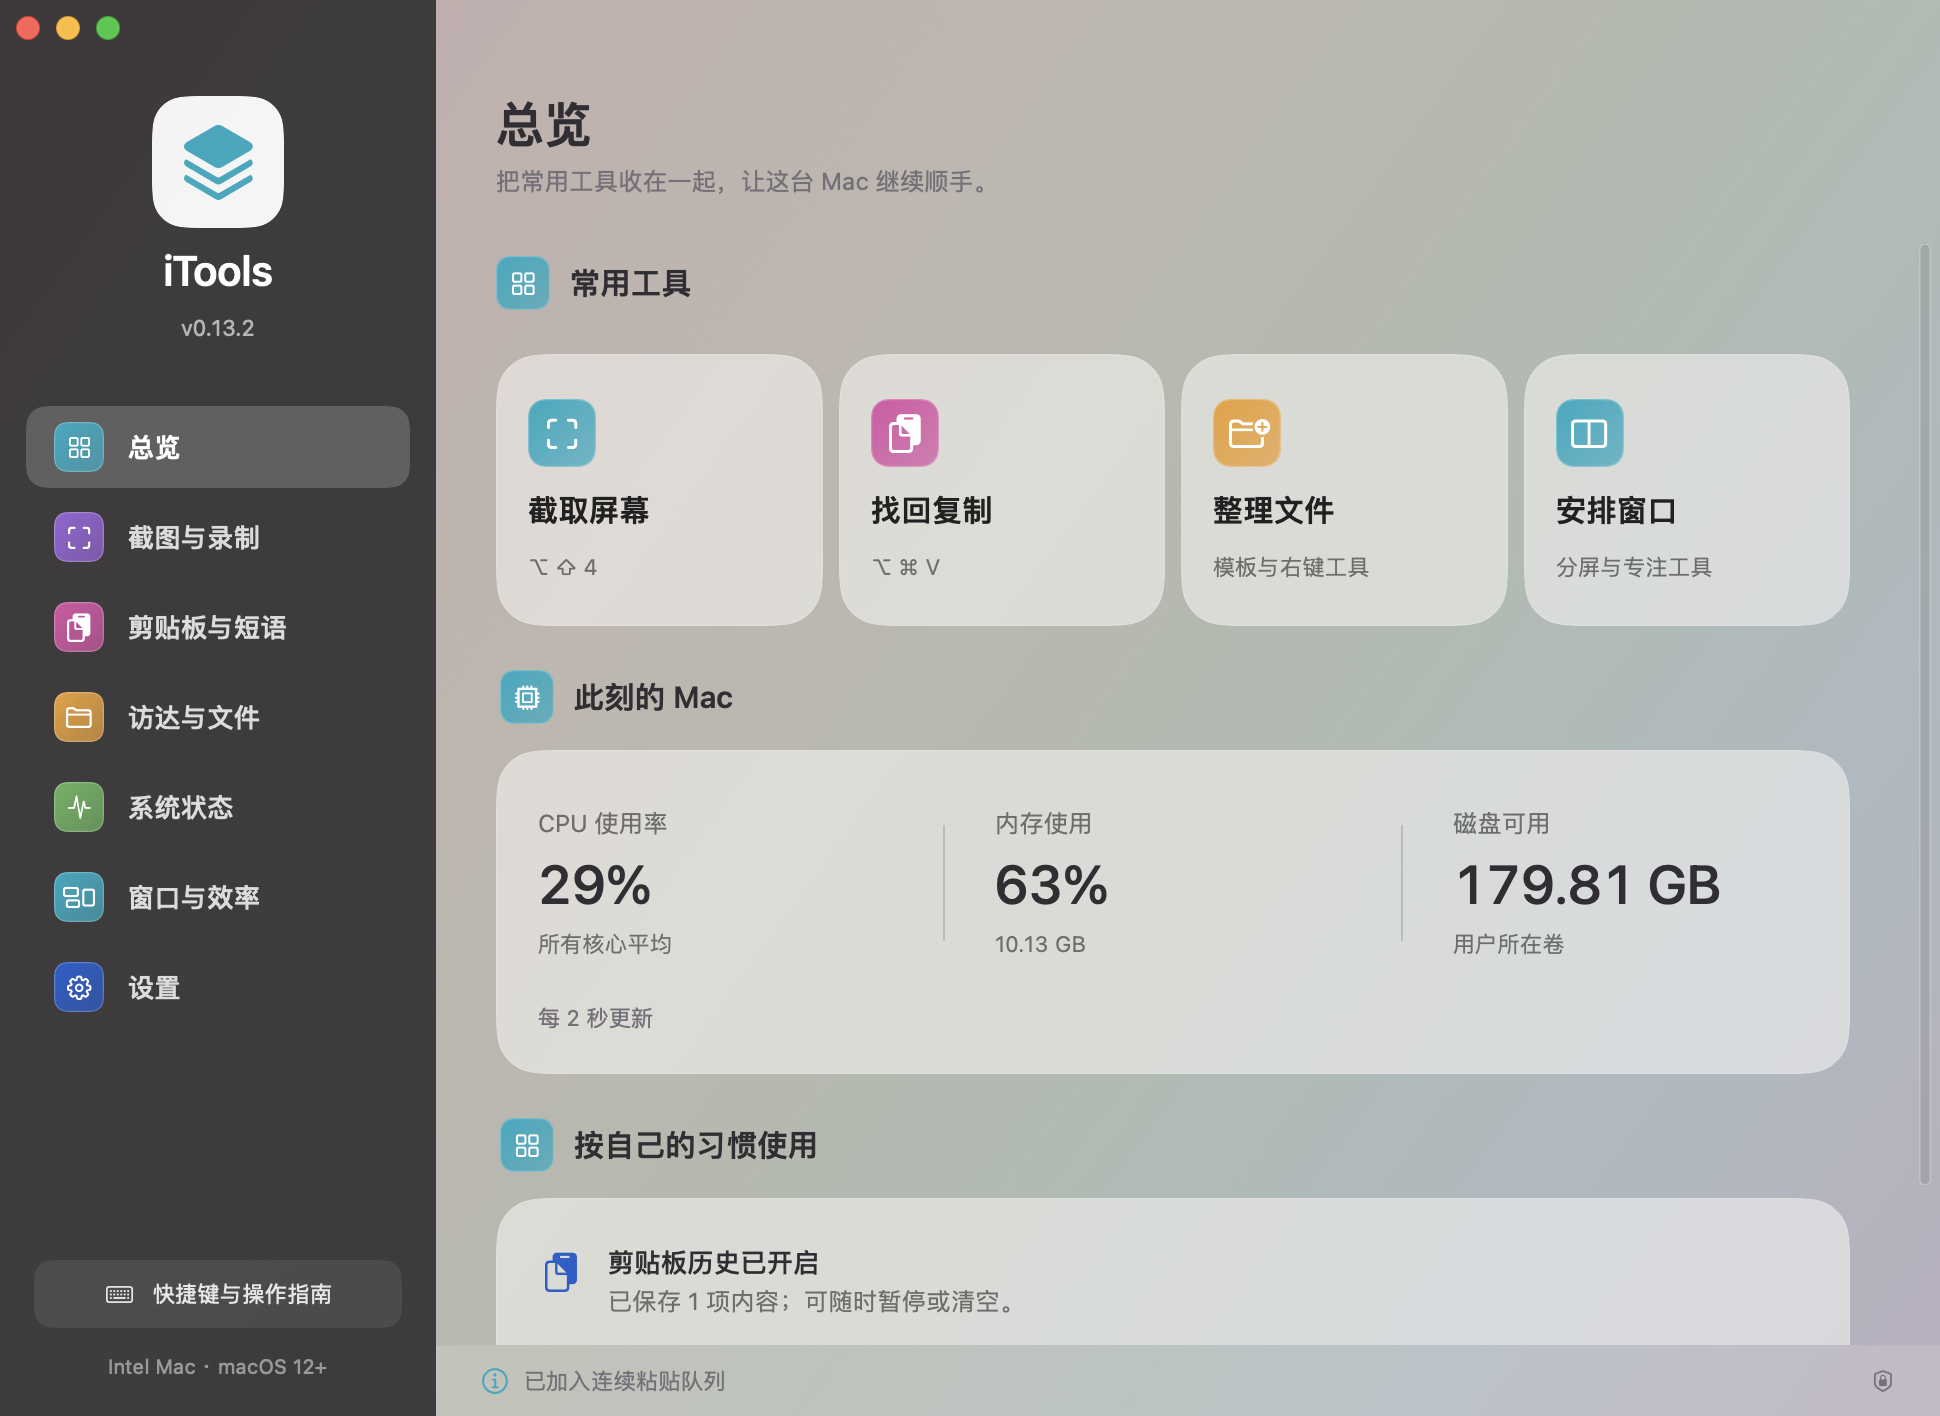 iTools
v0.13.2
总览
截图与录制
剪贴板与短语
访达与文件
系统状态
窗口与效率
设置
快捷键与操作指南
Intel Mac · macOS 12+
总览
把常用工具收在一起，让这台 Mac 继续顺手。
常用工具
截取屏幕
⌥ ⇧ 4
找回复制
⌥ ⌘ V
整理文件
模板与右键工具
安排窗口
分屏与专注工具
此刻的 Mac
CPU 使用率
29%
所有核心平均
内存使用
63%
10.13 GB
磁盘可用
179.81 GB
用户所在卷
每 2 秒更新
按自己的习惯使用
剪贴板历史已开启
已保存 1 项内容；可随时暂停或清空。
已加入连续粘贴队列